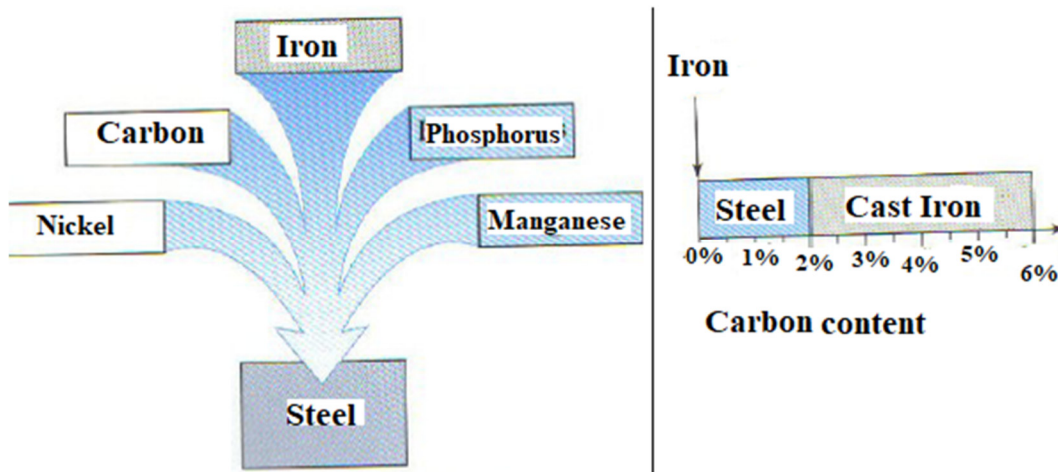 Iron
Carbon
Phosphorus
Nickel
Manganese
Steel
Iron
Steel
Cast Iron
0% 1% 2% 3% 4% 5% 6%
Carbon content